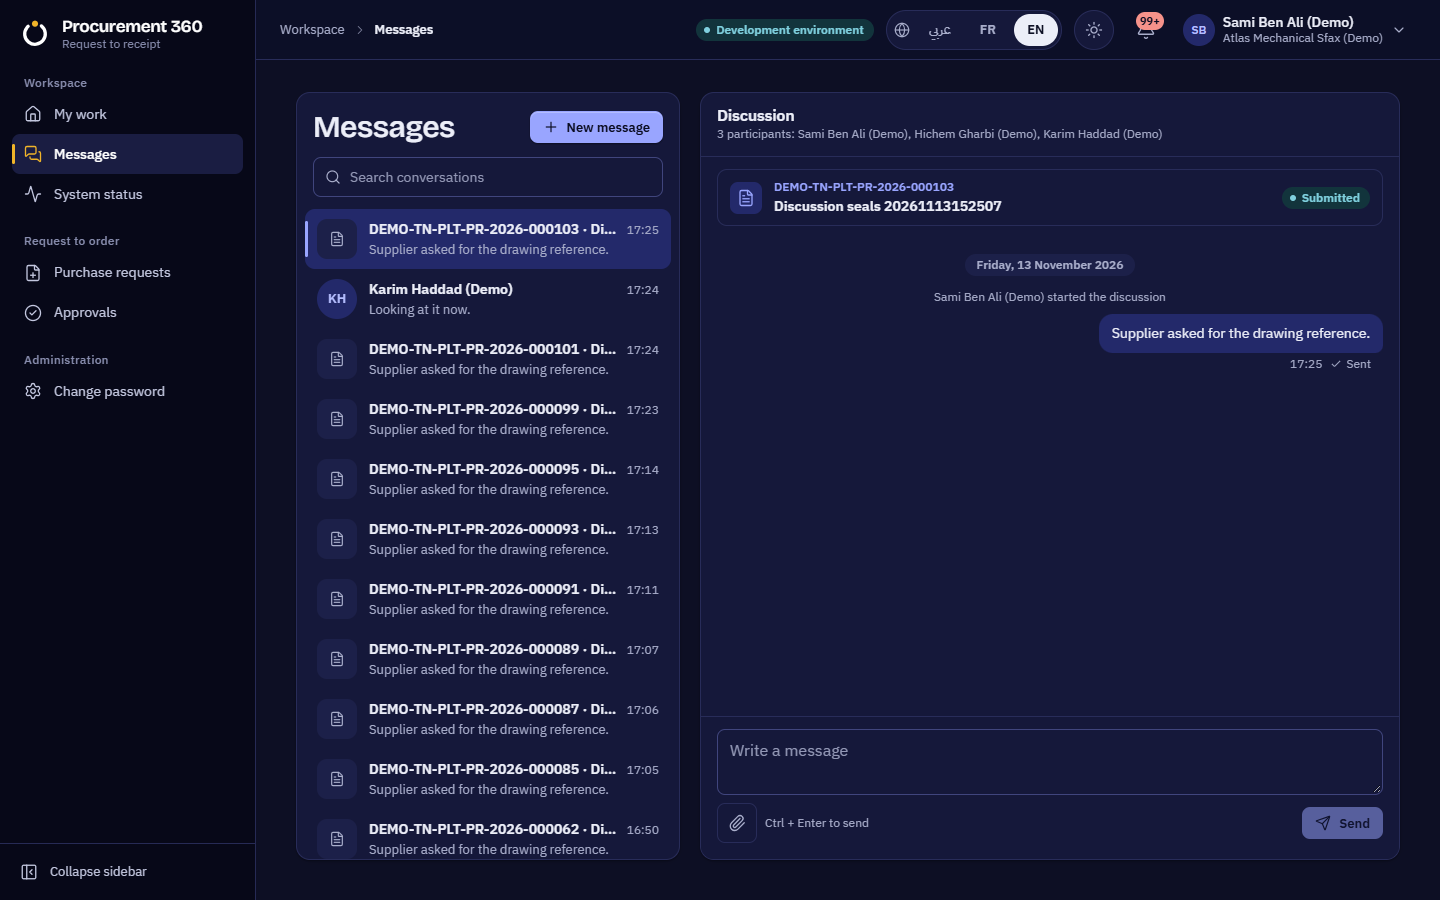 Procurement 360
Request to receipt
Workspace
My work
Messages
System status
Request to order
Purchase requests
Approvals
Administration
Change password
Collapse sidebar
Workspace > Messages
Development environment
عربي
FR
EN
99+
SB
Sami Ben Ali (Demo)
Atlas Mechanical Sfax (Demo)
Messages
+ New message
Search conversations
DEMO-TN-PLT-PR-2026-000103 · Di... 17:25
Supplier asked for the drawing reference.
KH
Karim Haddad (Demo) 17:24
Looking at it now.
DEMO-TN-PLT-PR-2026-000101 · Di... 17:24
Supplier asked for the drawing reference.
DEMO-TN-PLT-PR-2026-000099 · Di... 17:23
Supplier asked for the drawing reference.
DEMO-TN-PLT-PR-2026-000095 · Di... 17:14
Supplier asked for the drawing reference.
DEMO-TN-PLT-PR-2026-000093 · Di... 17:13
Supplier asked for the drawing reference.
DEMO-TN-PLT-PR-2026-000091 · Di... 17:11
Supplier asked for the drawing reference.
DEMO-TN-PLT-PR-2026-000089 · Di... 17:07
Supplier asked for the drawing reference.
DEMO-TN-PLT-PR-2026-000087 · Di... 17:06
Supplier asked for the drawing reference.
DEMO-TN-PLT-PR-2026-000085 · Di... 17:05
Supplier asked for the drawing reference.
DEMO-TN-PLT-PR-2026-000062 · Di... 16:50
Supplier asked for the drawing reference.
Discussion
3 participants: Sami Ben Ali (Demo), Hichem Gharbi (Demo), Karim Haddad (Demo)
DEMO-TN-PLT-PR-2026-000103
Discussion seals 20261113152507
Submitted
Friday, 13 November 2026
Sami Ben Ali (Demo) started the discussion
Supplier asked for the drawing reference.
17:25 ✓ Sent
Write a message
Ctrl + Enter to send
Send